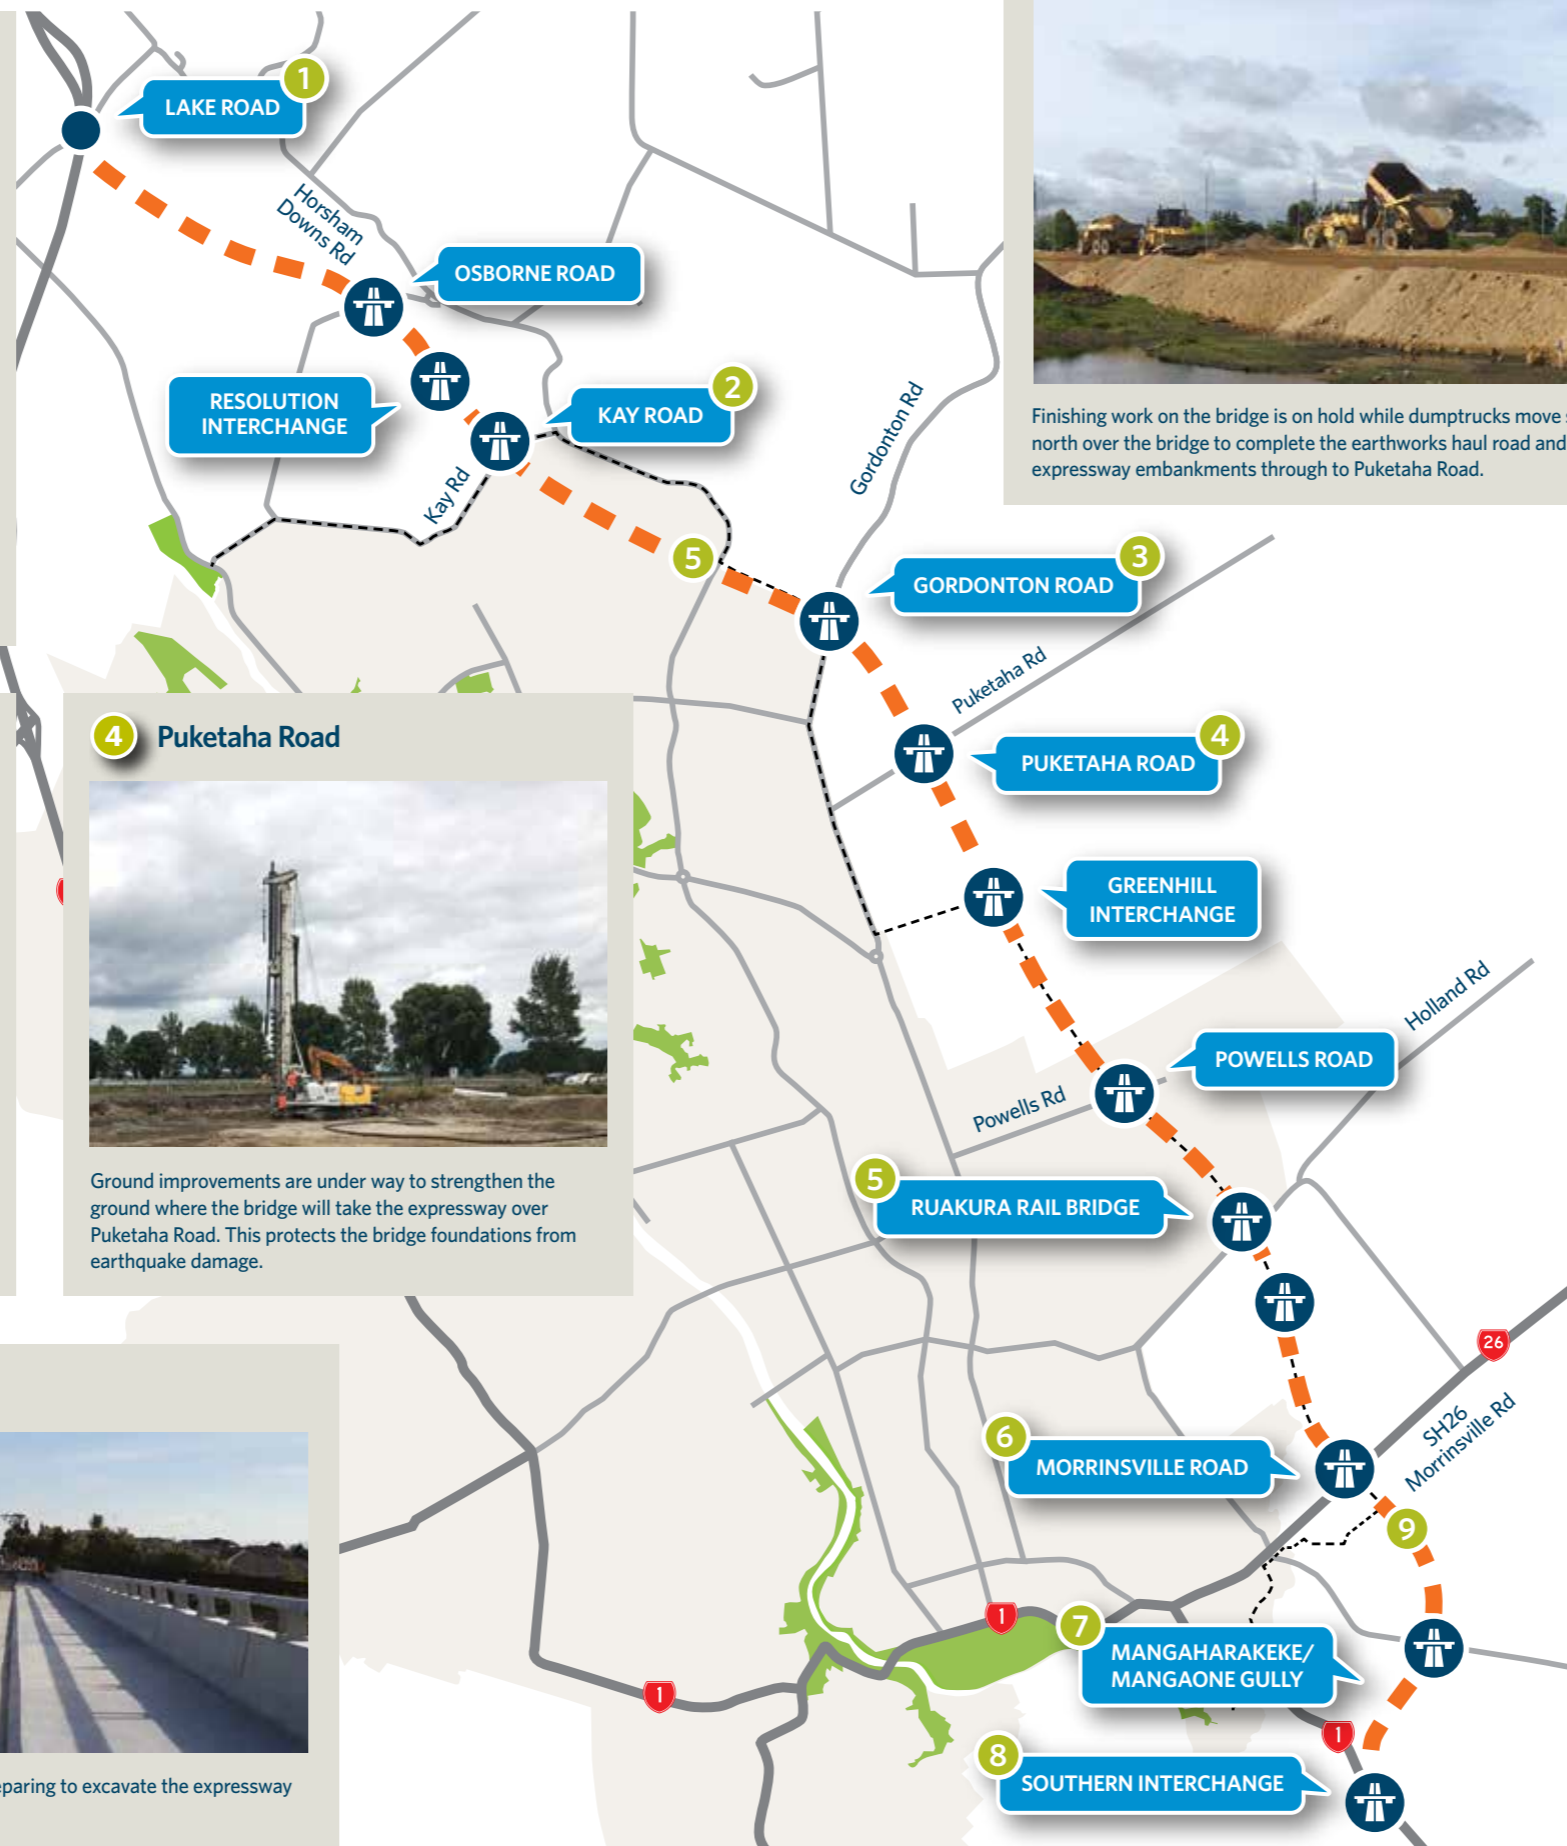 1
LAKE ROAD
Horsham
Downs Rd
OSBORNE ROAD
RESOLUTION
INTERCHANGE
2
KAY ROAD
Kay Rd
Gordonton Rd
Finishing work on the bridge is on hold while dumptrucks move
north over the bridge to complete the earthworks haul road and
expressway embankments through to Puketaha Road.
5
3
GORDONTON ROAD
Puketaha Rd
4
PUKETAHA ROAD
4 Puketaha Road
Ground improvements are under way to strengthen the
ground where the bridge will take the expressway over
Puketaha Road. This protects the bridge foundations from
earthquake damage.
GREENHILL
INTERCHANGE
Holland Rd
POWELLS ROAD
Powells Rd
5
RUAKURA RAIL BRIDGE
26
SH26
Morrinsville Rd
6
MORRINSVILLE ROAD
9
1
7
MANGAHARAKEKE/
MANGAONE GULLY
1
1
8
SOUTHERN INTERCHANGE
paring to excavate the expressway